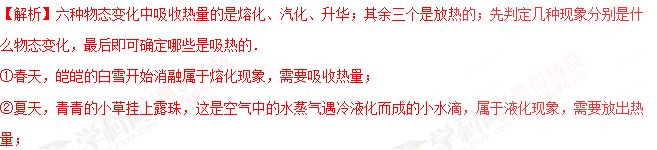 【解析】六种物态变化中吸收热量的是熔化、汽化、升华；其余三个是放热的；先判定几种现象分别是什
么物态变化，最后即可确定哪些是吸热的．
①春天，皑皑的白雪开始消融属于熔化现象，需要吸收热量；
②夏天，青青的小草挂上露珠，这是空气中的水蒸气遇冷液化而成的小水滴，属于液化现象，需要放出热
量；